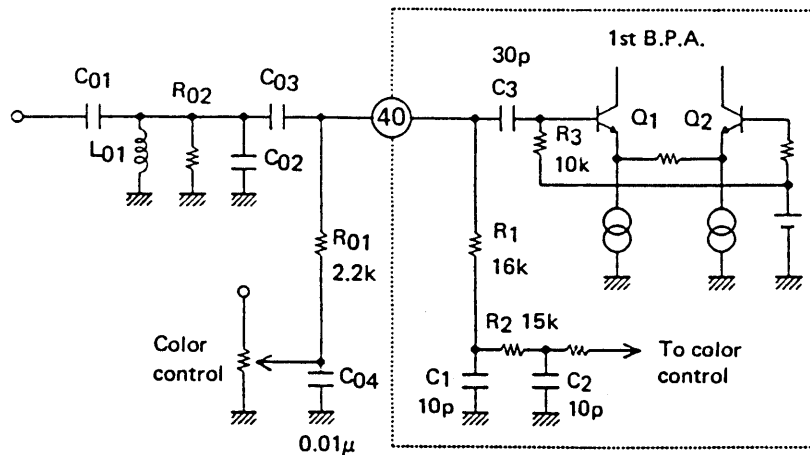 1st B.P.A.
30p
C01
R02
C03
C3
40
Q1
Q2
L01
C02
R3
10k
R01
2.2k
R1
16k
R2 15k
Color
control
C04
0.01μ
C1
10p
C2
10p
To color
control